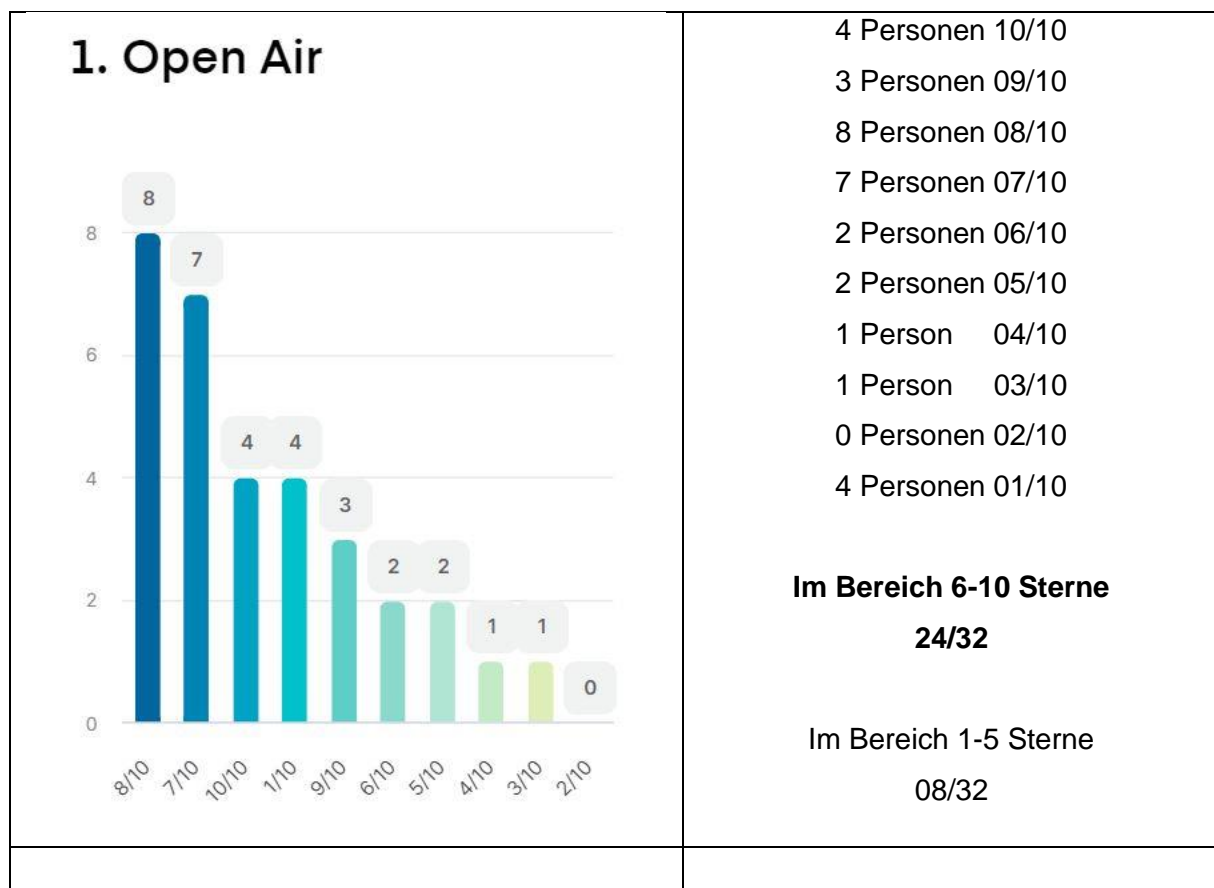 1. Open Air
8
7
4 4
3
2 2
1 1
0
8
6
4
2
0
8/10 7/10 10/10 1/10 9/10 6/10 5/10 4/10 3/10 2/10
4 Personen 10/10
3 Personen 09/10
8 Personen 08/10
7 Personen 07/10
2 Personen 06/10
2 Personen 05/10
1 Person 04/10
1 Person 03/10
0 Personen 02/10
4 Personen 01/10
Im Bereich 6-10 Sterne
24/32
Im Bereich 1-5 Sterne
08/32